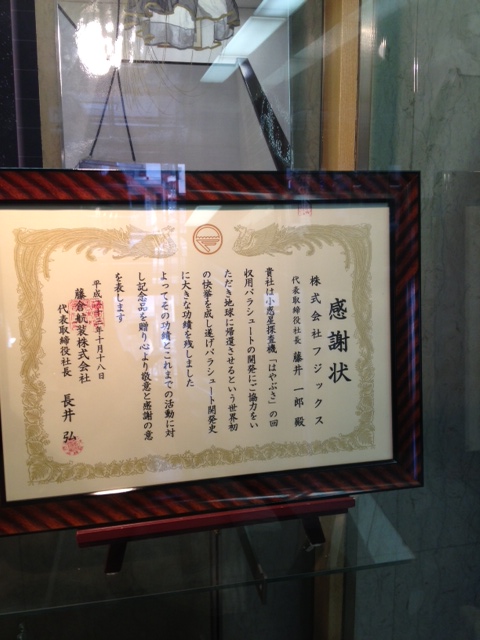 感謝状
株式会社フジックス
代表取締役社長 藤井 一郎 殿
貴社は小惑星探査機「はやぶさ」の回
収用パラシュートの開発にご協力をい
ただき地球に帰還させるという世界初
の快挙を成し遂げパラシュート開発史
に大きな功績を残しました
よってその功績とこれまでの活動に対
し記念品を贈り心より敬意と感謝の意
を表します
平成二十二年十月十八日
藤倉航装株式会社
代表取締役社長 長井 弘